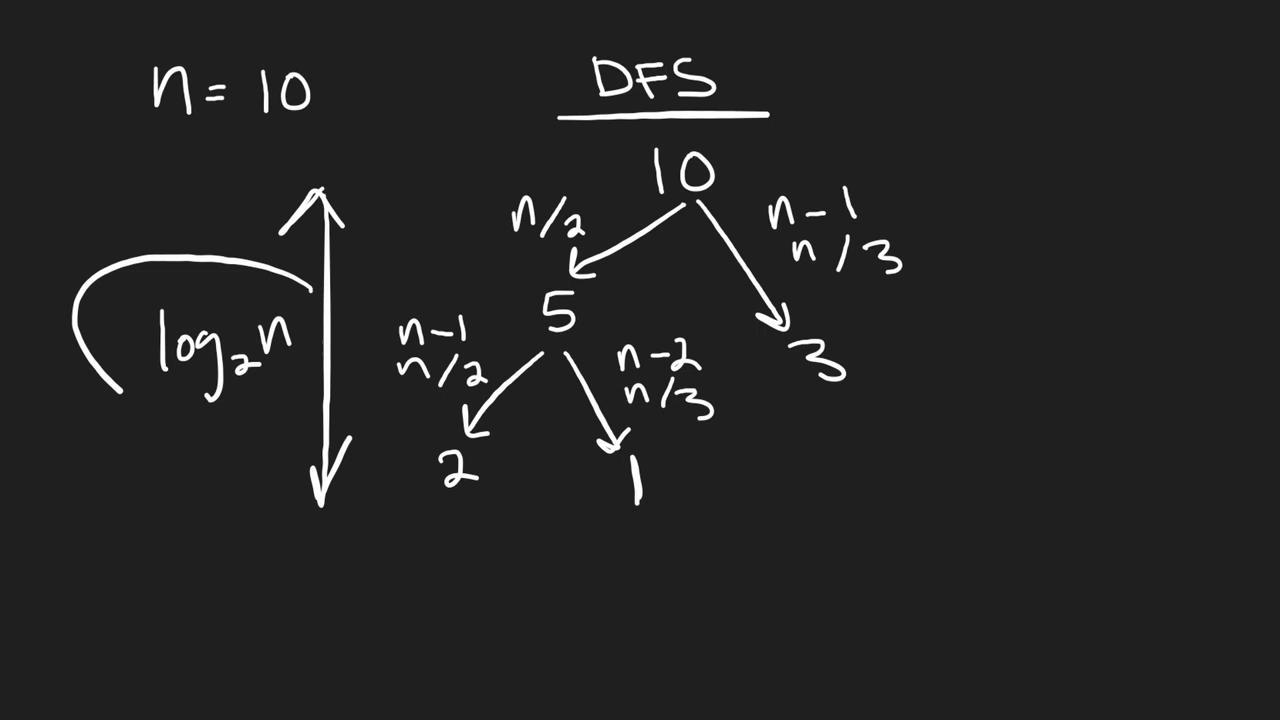 n = 10
DFS
10
n/2
n-1
n/3
5
log₂n
n-1
n/2
n-2
n/3
3
2
1